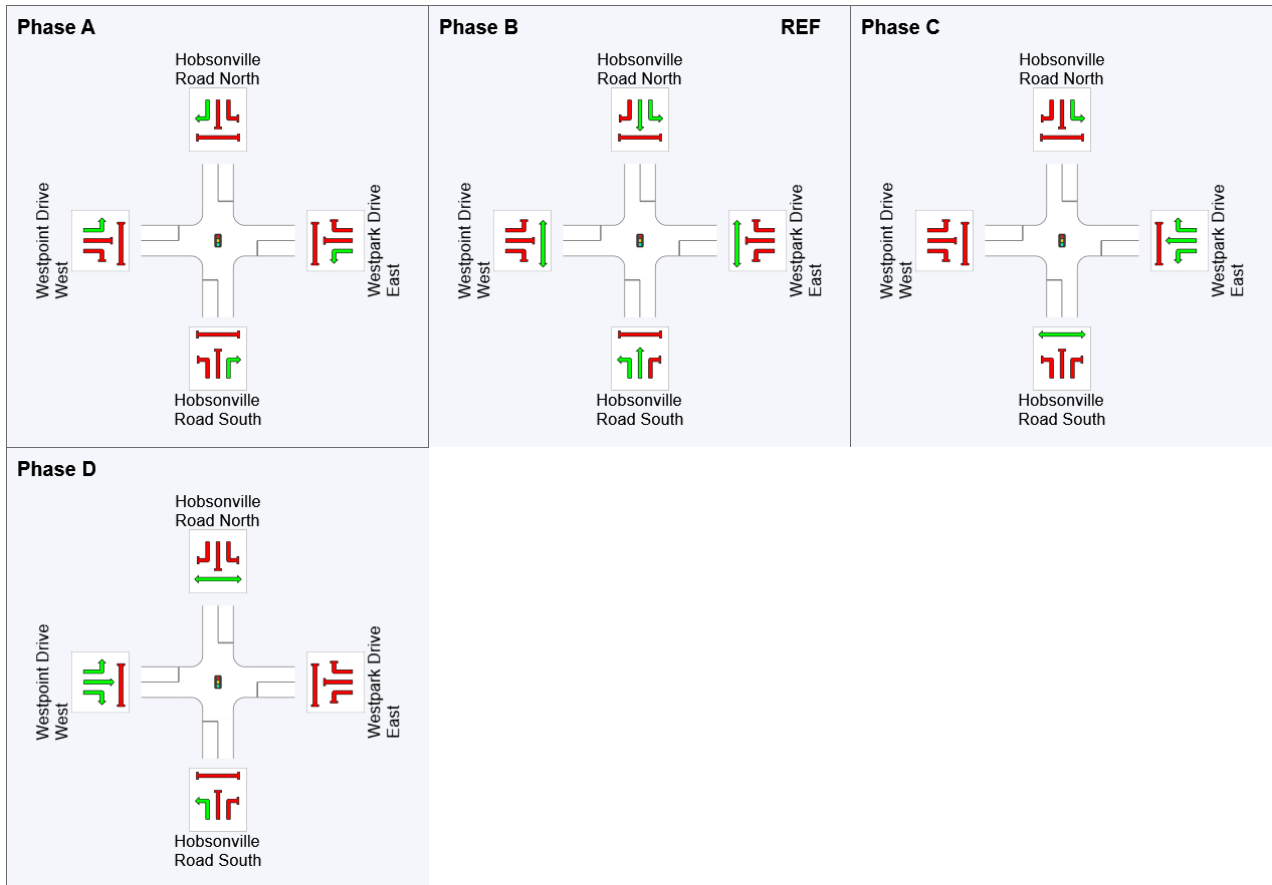 Phase A
Hobsonville
Road North
Westpoint Drive
West
Westpark Drive
East
Hobsonville
Road South
Phase B
REF
Hobsonville
Road North
Westpoint Drive
West
Westpark Drive
East
Hobsonville
Road South
Phase C
Hobsonville
Road North
Westpoint Drive
West
Westpark Drive
East
Hobsonville
Road South
Phase D
Hobsonville
Road North
Westpoint Drive
West
Westpark Drive
East
Hobsonville
Road South